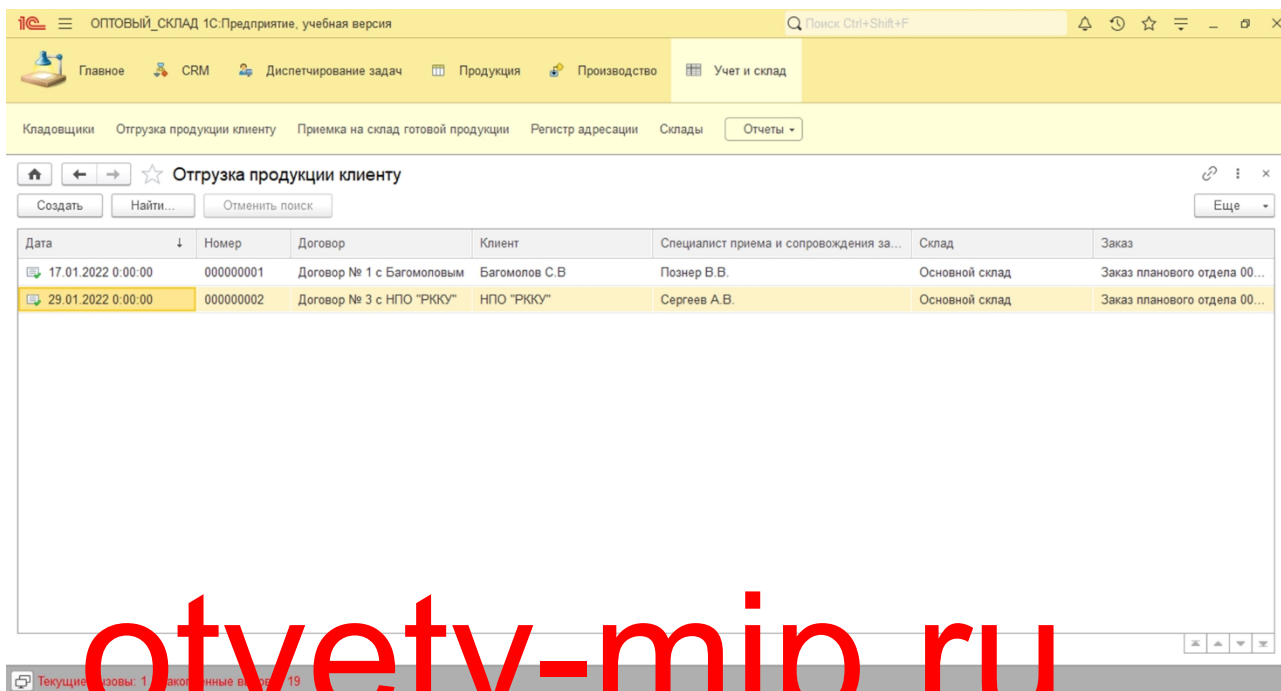 ОПТОВЫЙ_СКЛАД 1С:Предприятие, учебная версия Поиск Ctrl+Shift+F
Главное CRM Диспетчирование задач Продукция Производство Учет и склад
Кладовщики Отгрузка продукции клиенту Приемка на склад готовой продукции Регистр адресации Склады Отчеты
Отгрузка продукции клиенту
Создать Найти... Отменить поиск Еще
Дата ↓ Номер Договор Клиент Специалист приема и сопровождения за... Склад Заказ
17.01.2022 0:00:00 000000001 Договор № 1 с Багомоловым Багомолов С.В Познер В.В. Основной склад Заказ планового отдела 00...
29.01.2022 0:00:00 000000002 Договор № 3 с НПО "РККУ" НПО "РККУ" Сергеев А.В. Основной склад Заказ планового отдела 00...
otvety-mip.ru
Текущие 1 19